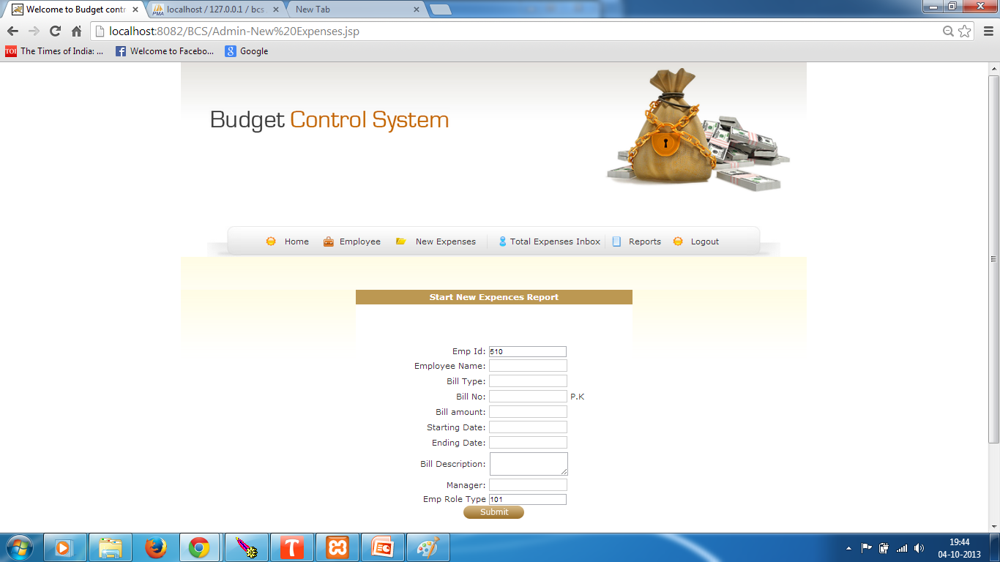 Welcome to Budget contr
localhost / 127.0.0.1 / bcs
New Tab
localhost:8082/BCS/Admin-New%20Expenses.jsp
TOI The Times of India: ...
Welcome to Facebo...
Google
Budget Control System
Home Employee New Expenses Total Expenses Inbox Reports Logout
Start New Expences Report
Emp Id: 510
Employee Name:
Bill Type:
Bill No: P.K
Bill amount:
Starting Date:
Ending Date:
Bill Description:
Manager:
Emp Role Type 101
Submit
19:44
04-10-2013